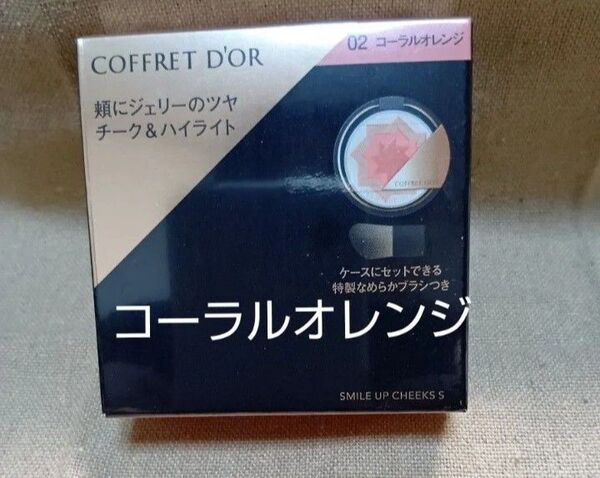 COFFRET D'OR
02 コーラルオレンジ
頬にジェリーのツヤ
チーク＆ハイライト
COFFRET D'OR
ケースにセットできる
特製なめらかブラシつき
コーラルオレンジ
SMILE UP CHEEKS S